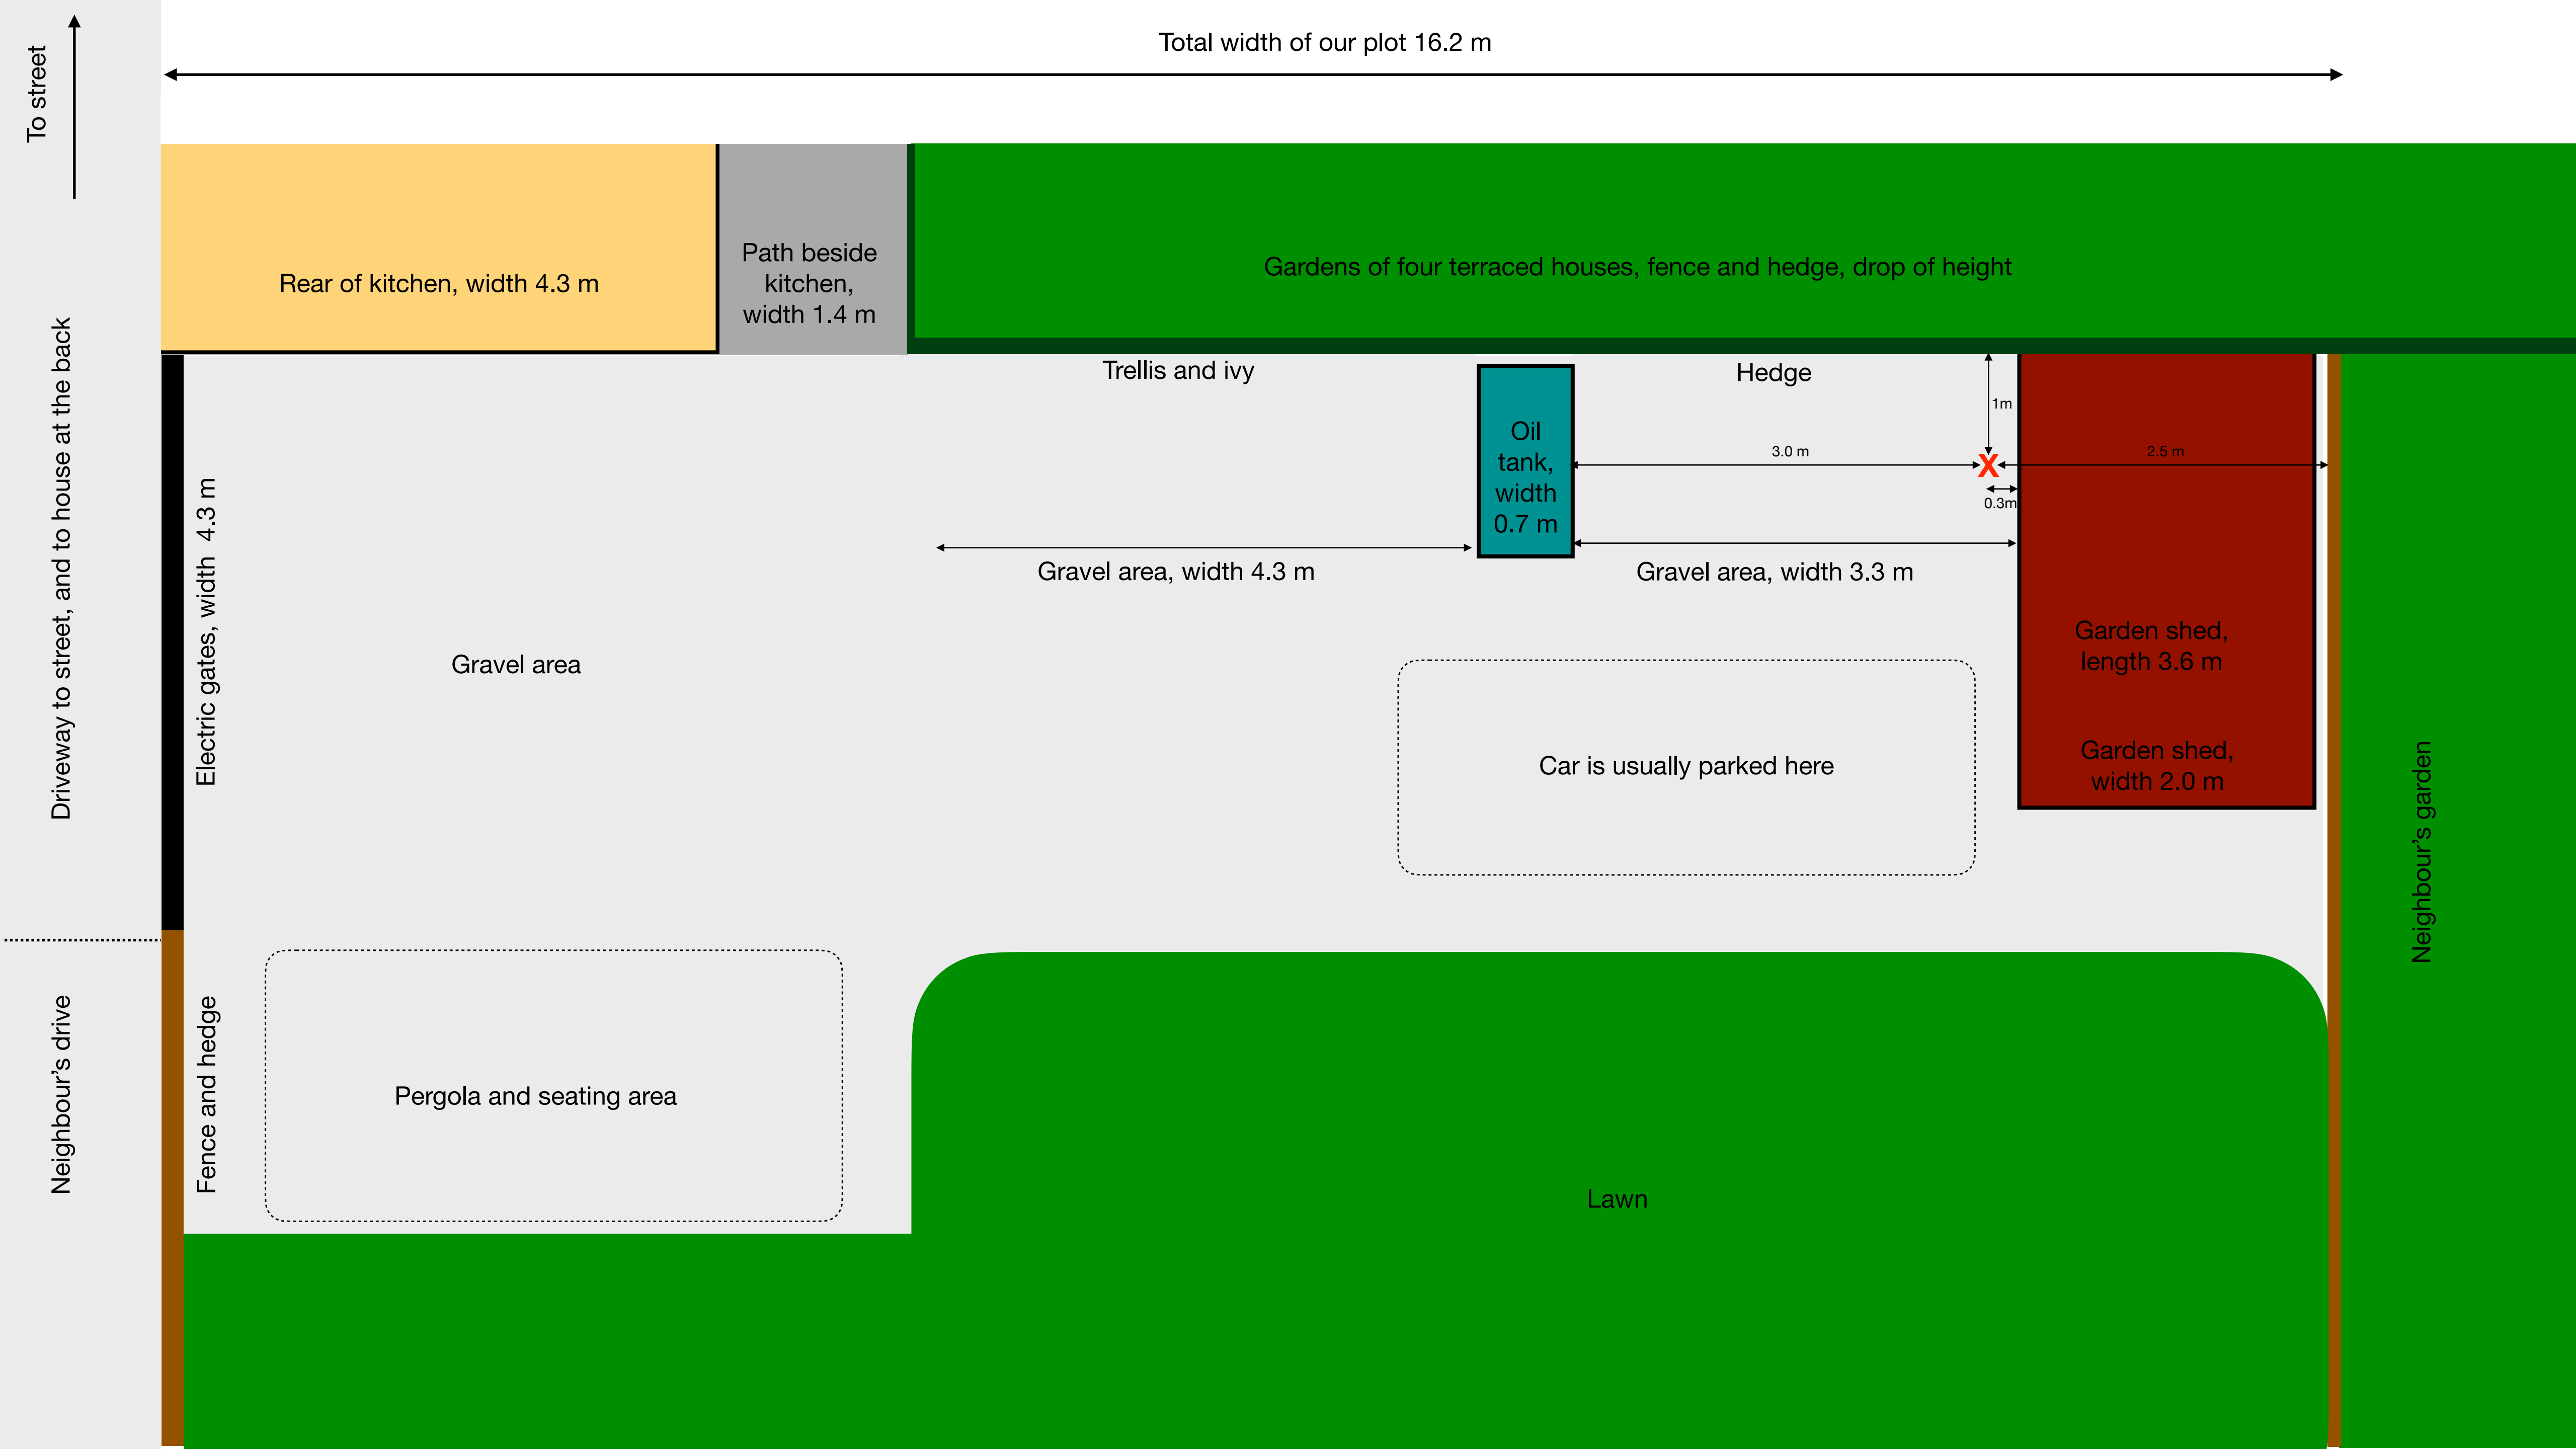 Total width of our plot 16.2 m
To street
Rear of kitchen, width 4.3 m
Path beside
kitchen,
width 1.4 m
Gardens of four terraced houses, fence and hedge, drop of height
Driveway to street, and to house at the back
Electric gates, width 4.3 m
Trellis and ivy
Hedge
1m
Oil
tank,
width
0.7 m
3.0 m
X
2.5 m
0.3m
Gravel area, width 4.3 m
Gravel area, width 3.3 m
Gravel area
Garden shed,
length 3.6 m
Garden shed,
width 2.0 m
Car is usually parked here
Neighbour’s garden
Neighbour’s drive
Fence and hedge
Pergola and seating area
Lawn